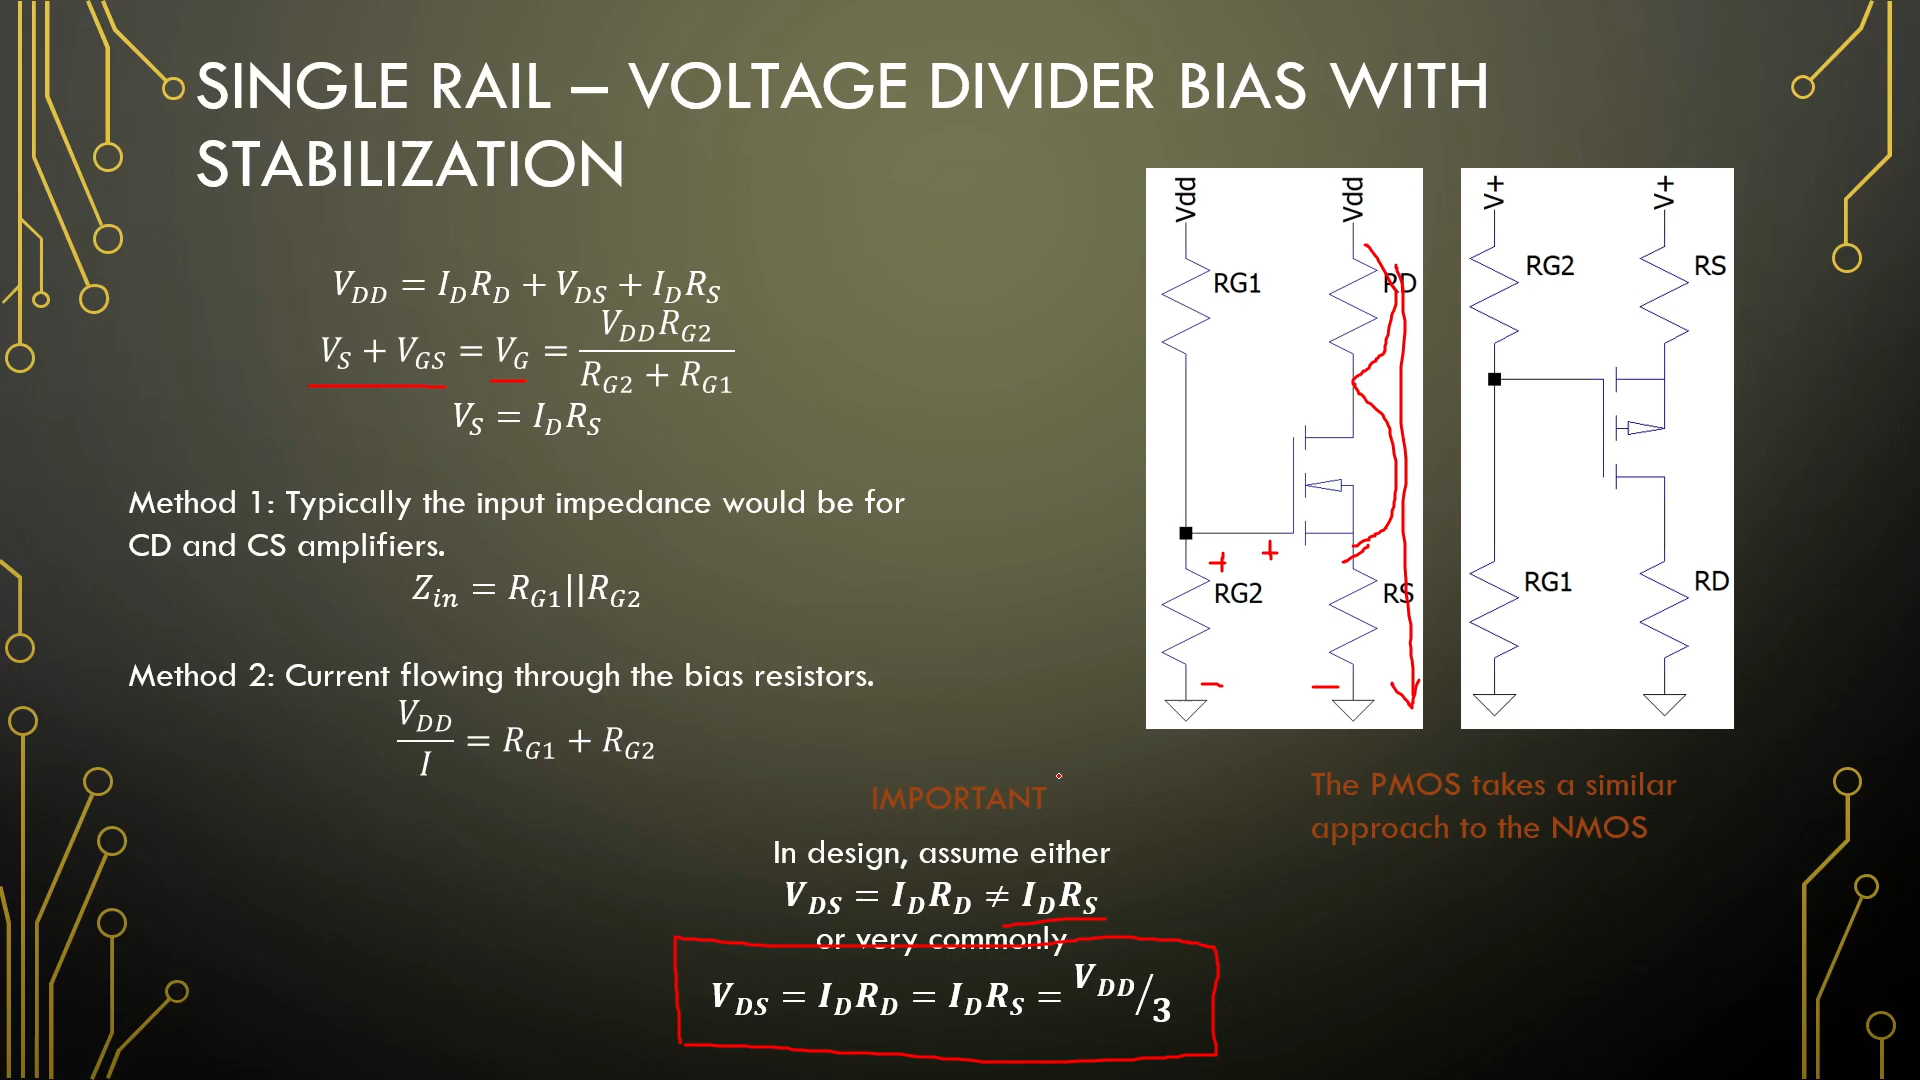 SINGLE RAIL – VOLTAGE DIVIDER BIAS WITH
STABILIZATION
V_DD = I_D R_D + V_DS + I_D R_S
V_S + V_GS = V_G = V_DD R_G2 / (R_G2 + R_G1)
V_S = I_D R_S
Method 1: Typically the input impedance would be for
CD and CS amplifiers.
Z_in = R_G1||R_G2
Method 2: Current flowing through the bias resistors.
V_DD / I = R_G1 + R_G2
IMPORTANT
In design, assume either
V_DS = I_D R_D ≠ I_D R_S
or very commonly
V_DS = I_D R_D = I_D R_S = V_DD/3
Vdd
Vdd
RG1
RD
+
+
RG2
RS
–
–
V+
V+
RG2
RS
RG1
RD
The PMOS takes a similar
approach to the NMOS